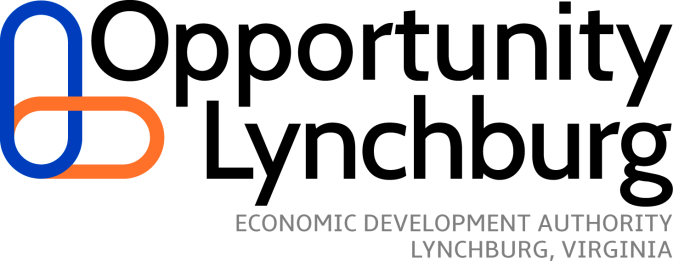 Opportunity
Lynchburg
ECONOMIC DEVELOPMENT AUTHORITY
LYNCHBURG, VIRGINIA